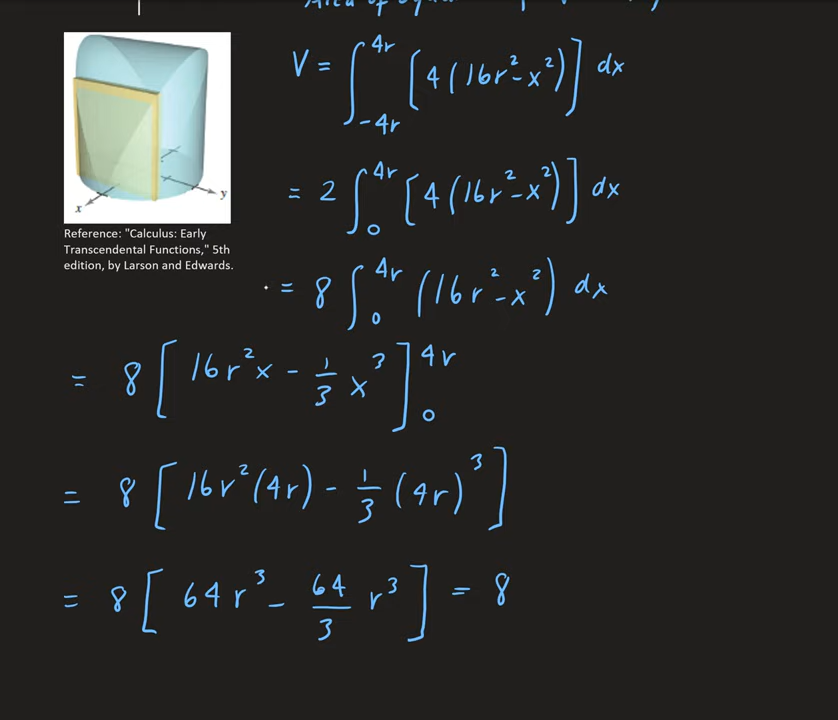 Area of
V = ∫_{-4r}^{4r} [4(16r²-x²)] dx
= 2 ∫_0^{4r} [4(16r²-x²)] dx
x
y
Reference: "Calculus: Early
Transcendental Functions," 5th
edition, by Larson and Edwards.
= 8 ∫_0^{4r} (16r²-x²) dx
= 8 [16r²x - 1/3 x³]_0^{4r}
= 8 [16r²(4r) - 1/3 (4r)³]
= 8 [64r³ - 64/3 r³] = 8